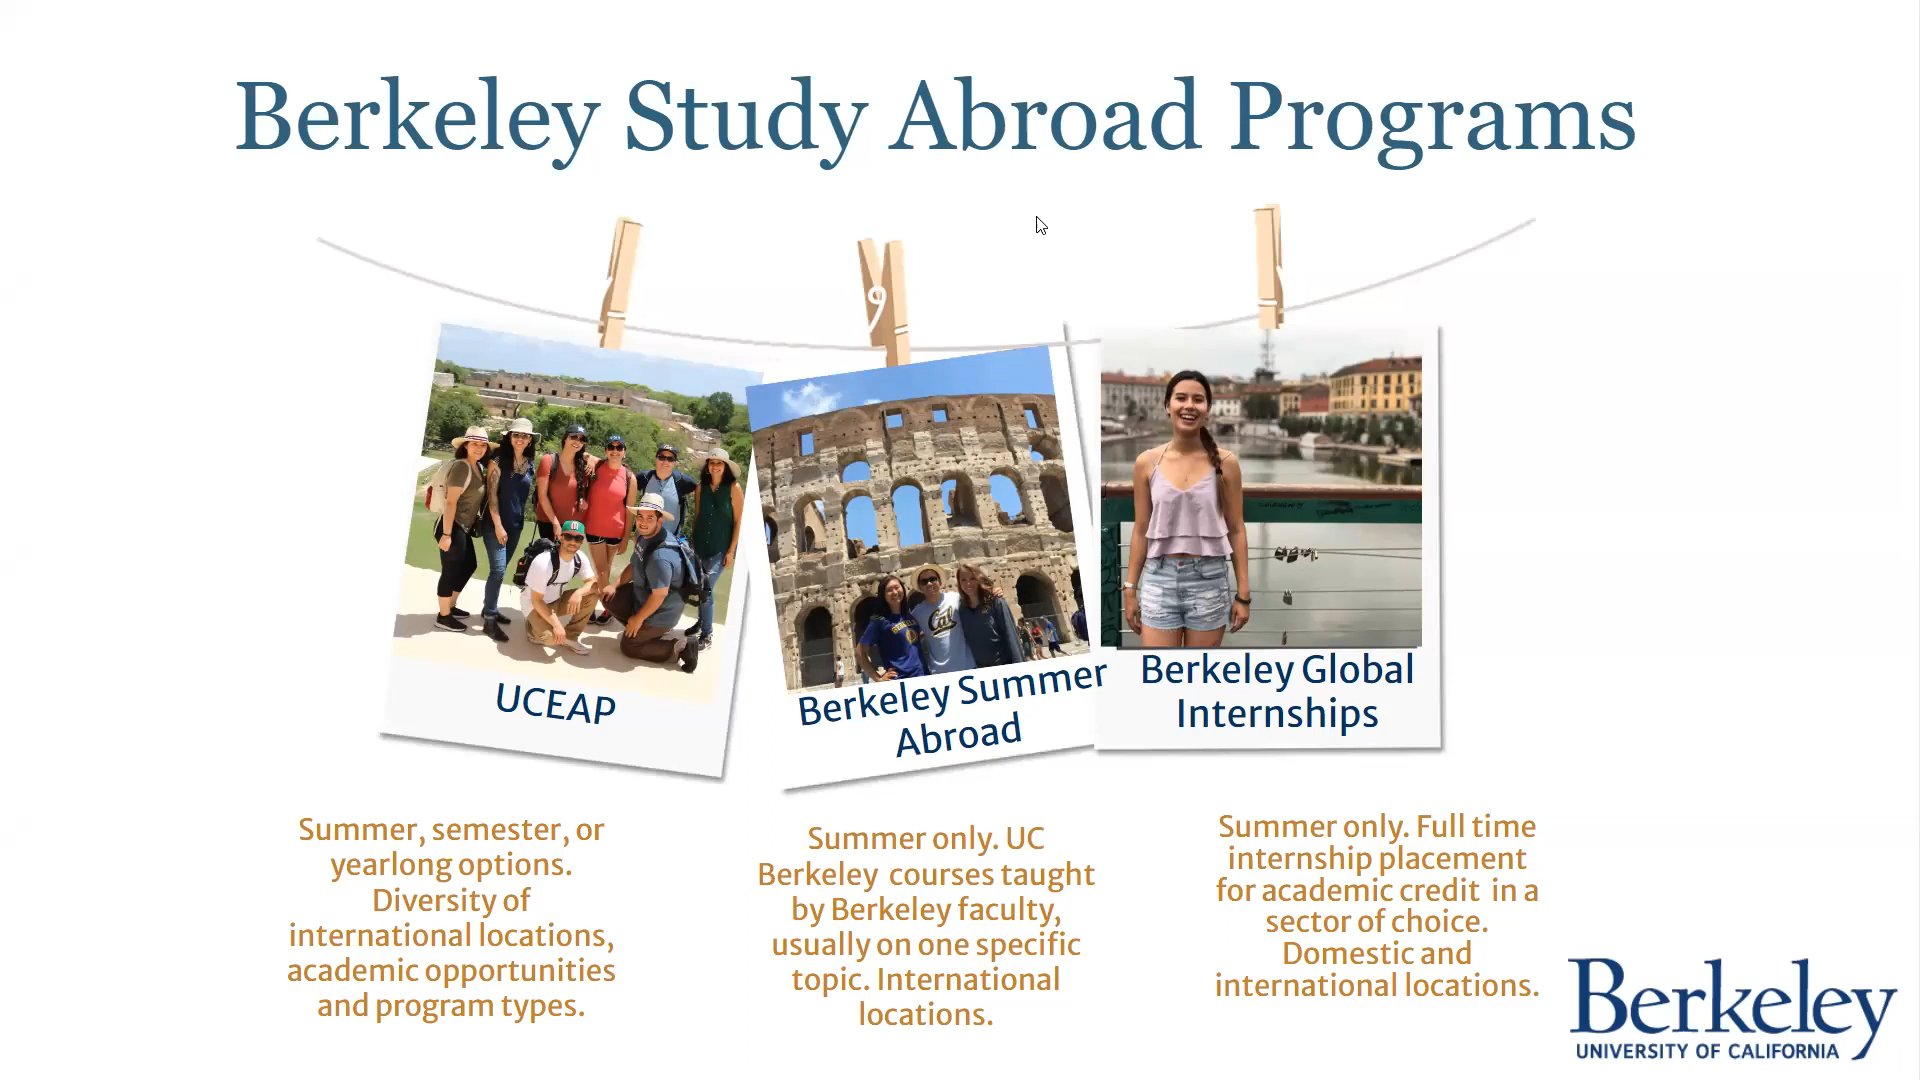 Berkeley Study Abroad Programs
UCEAP
Berkeley Summer
Abroad
Berkeley Global
Internships
Summer, semester, or
yearlong options.
Diversity of
international locations,
academic opportunities
and program types.
Summer only. UC
Berkeley courses taught
by Berkeley faculty,
usually on one specific
topic. International
locations.
Summer only. Full time
internship placement
for academic credit in a
sector of choice.
Domestic and
international locations.
Cal
Berkeley
UNIVERSITY OF CALIFORNIA